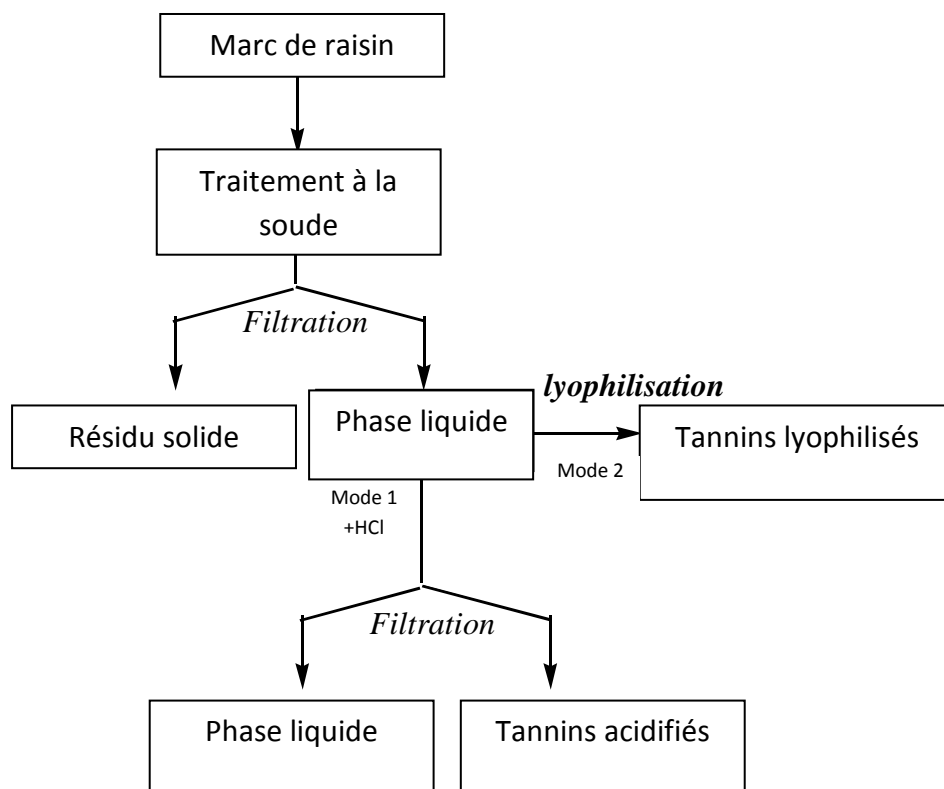 Marc de raisin
Traitement à la
soude
Filtration
lyophilisation
Résidu solide
Phase liquide
Tannins lyophilisés
Mode 2
Mode 1
+HCl
Filtration
Phase liquide
Tannins acidifiés